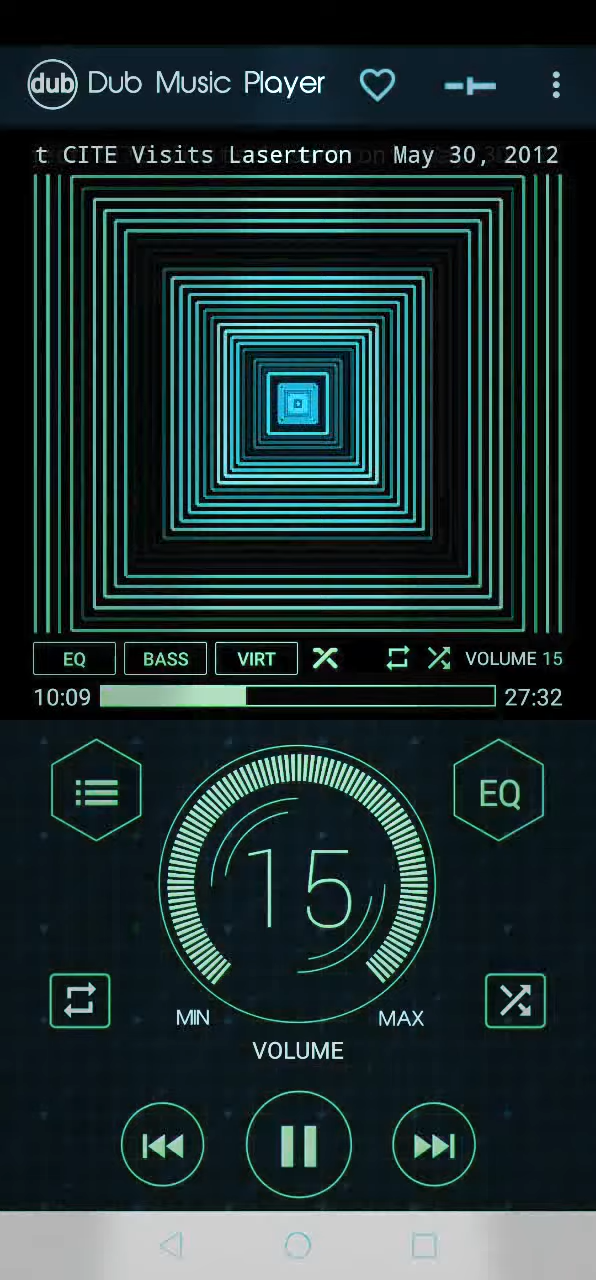 dub Dub Music Player
t CITE Visits Lasertron May 30, 2012
EQ BASS VIRT VOLUME 15
10:09 27:32
EQ
15
MIN MAX
VOLUME